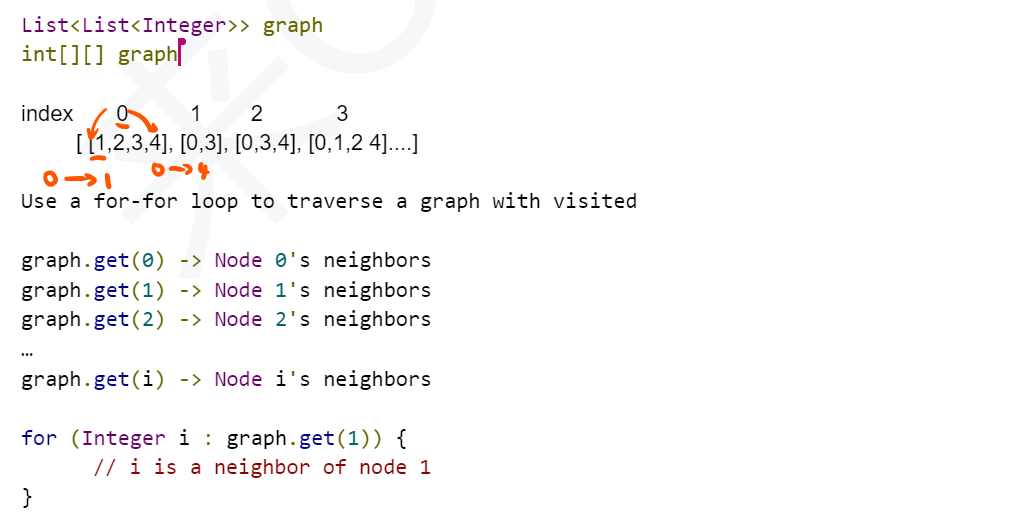 List<List<Integer>> graph
int[][] graph
index 0 1 2 3
[ [1,2,3,4], [0,3], [0,3,4], [0,1,2 4]....]
0→1 0→4
Use a for-for loop to traverse a graph with visited
graph.get(0) -> Node 0's neighbors
graph.get(1) -> Node 1's neighbors
graph.get(2) -> Node 2's neighbors
…
graph.get(i) -> Node i's neighbors
for (Integer i : graph.get(1)) {
// i is a neighbor of node 1
}